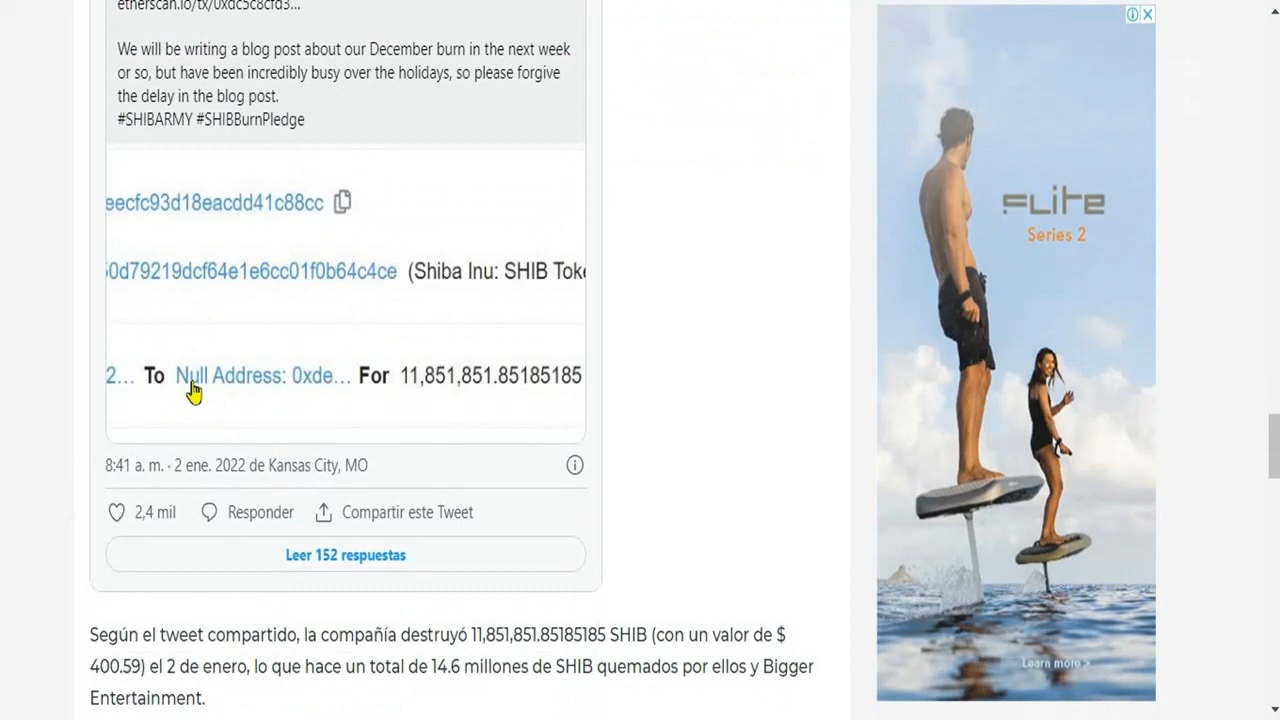 etherscan.io/tx/0xdc5c8cfd3...
We will be writing a blog post about our December burn in the next week
or so, but have been incredibly busy over the holidays, so please forgive
the delay in the blog post.
#SHIBARMY #SHIBBurnPledge
eecfc93d18eacdd41c88cc
0d79219dcf64e1e6cc01f0b64c4ce (Shiba Inu: SHIB Toke
2... To Null Address: 0xde... For 11,851,851.85185185
8:41 a. m. · 2 ene. 2022 de Kansas City, MO
2,4 mil Responder Compartir este Tweet
Leer 152 respuestas
Según el tweet compartido, la compañía destruyó 11,851,851.85185185 SHIB (con un valor de $
400.59) el 2 de enero, lo que hace un total de 14.6 millones de SHIB quemados por ellos y Bigger
Entertainment.
FLITE
Series 2
Learn more >